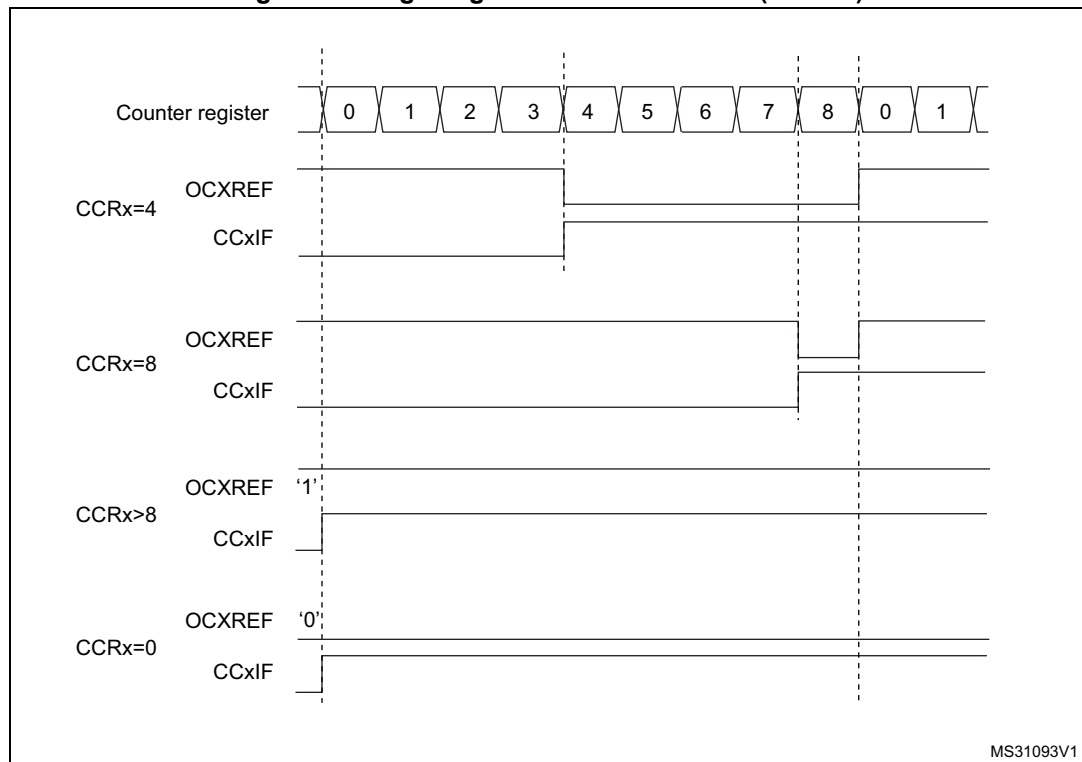 Counter register 0 1 2 3 4 5 6 7 8 0 1
OCXREF
CCRx=4
CCxIF
OCXREF
CCRx=8
CCxIF
OCXREF ‘1’
CCRx>8
CCxIF
OCXREF ‘0’
CCRx=0
CCxIF
MS31093V1